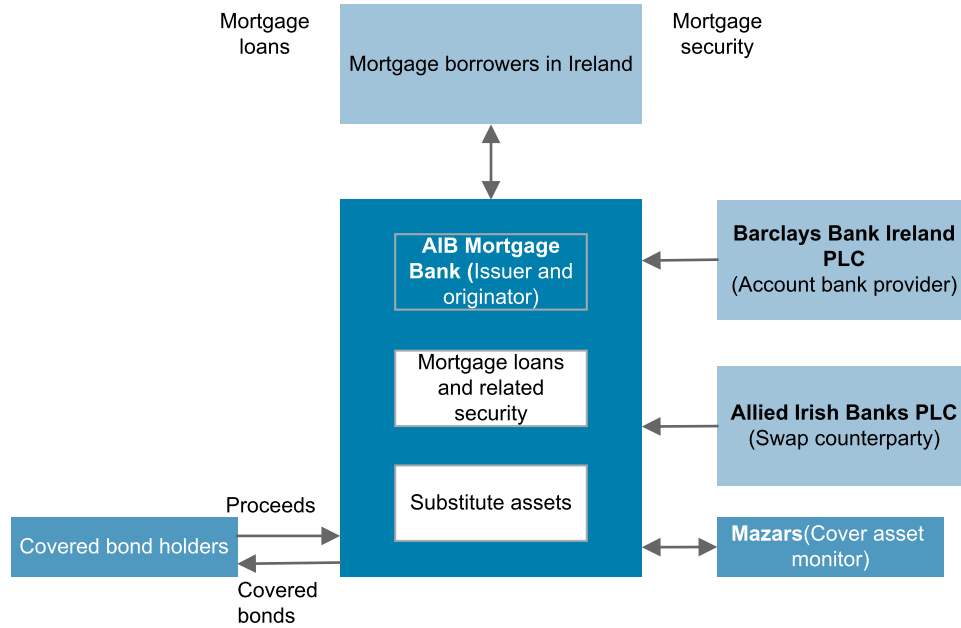 Mortgage
loans
Mortgage borrowers in Ireland
Mortgage
security
AIB Mortgage
Bank (Issuer and
originator)
Barclays Bank Ireland
PLC
(Account bank provider)
Mortgage loans
and related
security
Allied Irish Banks PLC
(Swap counterparty)
Substitute assets
Proceeds
Covered bond holders
Covered
bonds
Mazars(Cover asset
monitor)